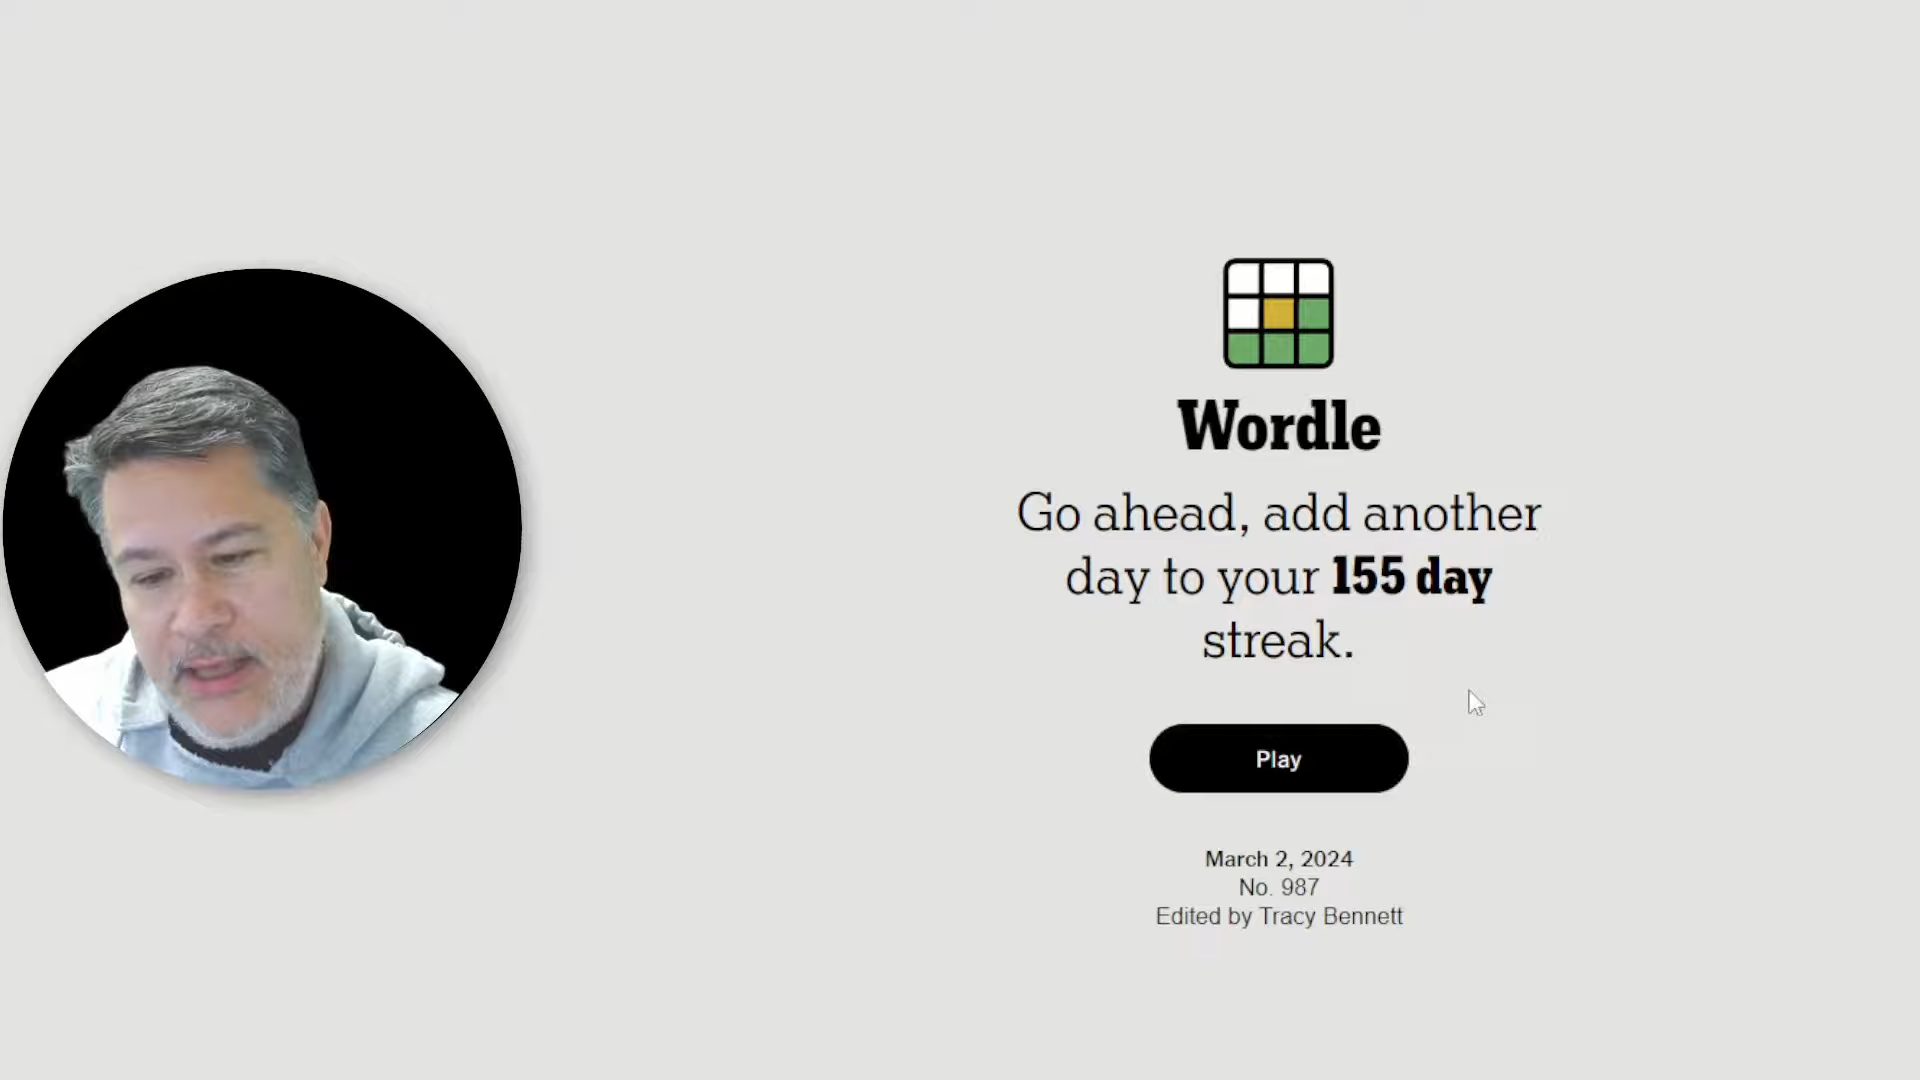 Wordle
Go ahead, add another
day to your 155 day
streak.
Play
March 2, 2024
No. 987
Edited by Tracy Bennett